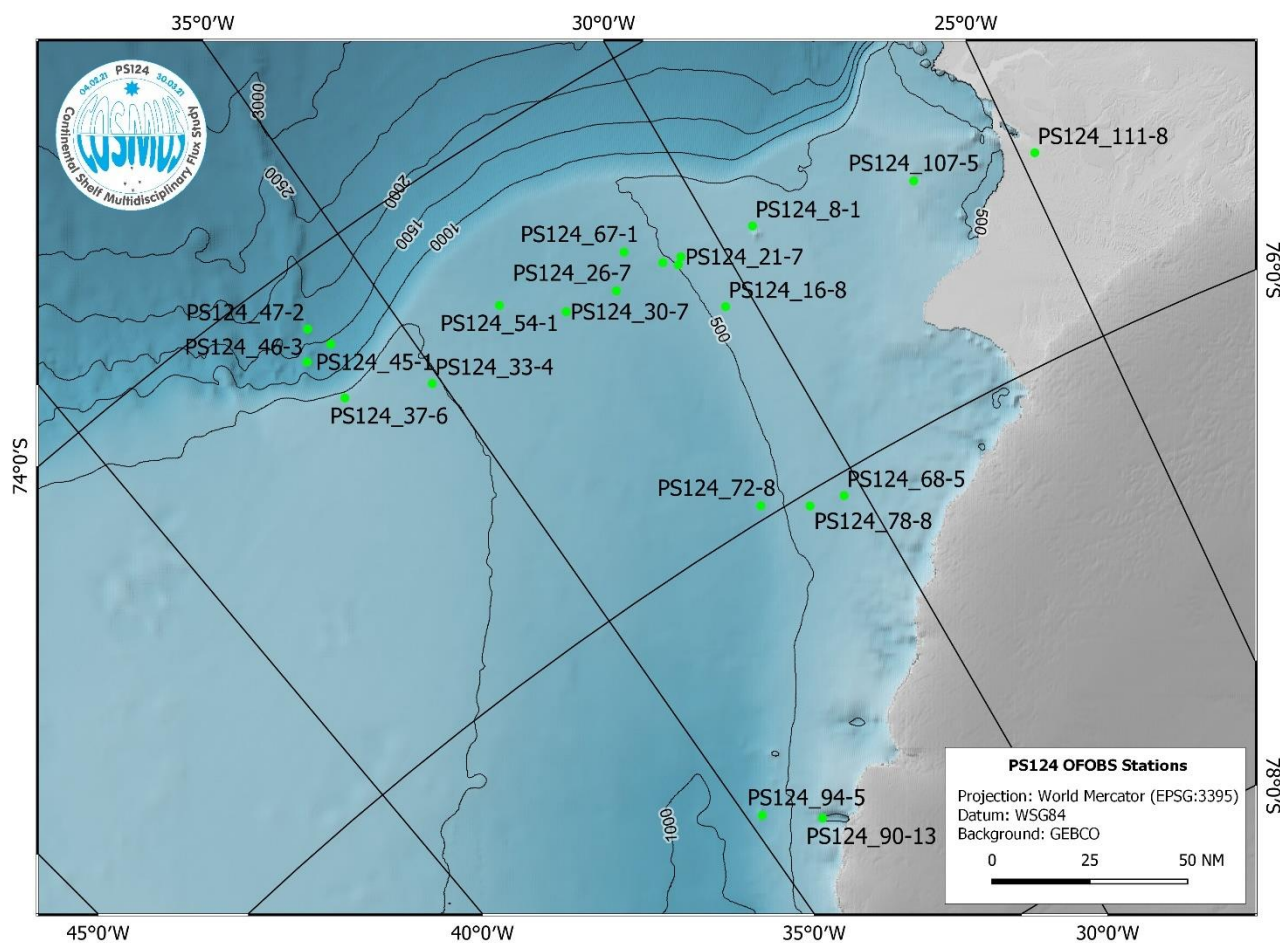 35°0'W
30°0'W
25°0'W
PS124
04.02.21
30.03.21
COSMUS
Continental Shelf Multidisciplinary Flux Study
3000
2500
2000
1500
1000
PS124_111-8
PS124_107-5
500
PS124_8-1
PS124_67-1
PS124_21-7
PS124_26-7
76°0'S
PS124_16-8
PS124_47-2
PS124_54-1
PS124_30-7
500
PS124_46-3
PS124_45-1
PS124_33-4
PS124_37-6
74°0'S
PS124_68-5
PS124_72-8
PS124_78-8
78°0'S
PS124_94-5
1000
PS124_90-13
PS124 OFOBS Stations
Projection: World Mercator (EPSG:3395)
Datum: WSG84
Background: GEBCO
0 25 50 NM
45°0'W
40°0'W
35°0'W
30°0'W